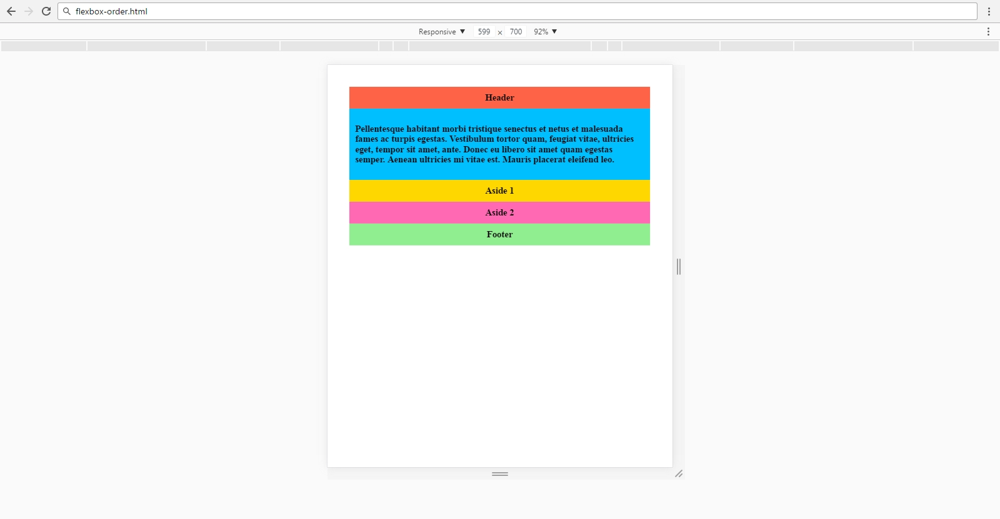 flexbox-order.html
Responsive ▼ 599 × 700 92% ▼
Header
Pellentesque habitant morbi tristique senectus et netus et malesuada
fames ac turpis egestas. Vestibulum tortor quam, feugiat vitae, ultricies
eget, tempor sit amet, ante. Donec eu libero sit amet quam egestas
semper. Aenean ultricies mi vitae est. Mauris placerat eleifend leo.
Aside 1
Aside 2
Footer